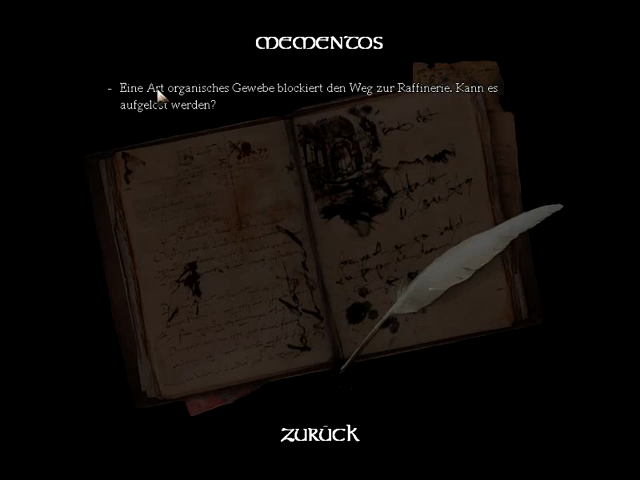 MEMENTOS
- Eine Art organisches Gewebe blockiert den Weg zur Raffinerie. Kann es
aufgelöst werden?
ZURÜCK